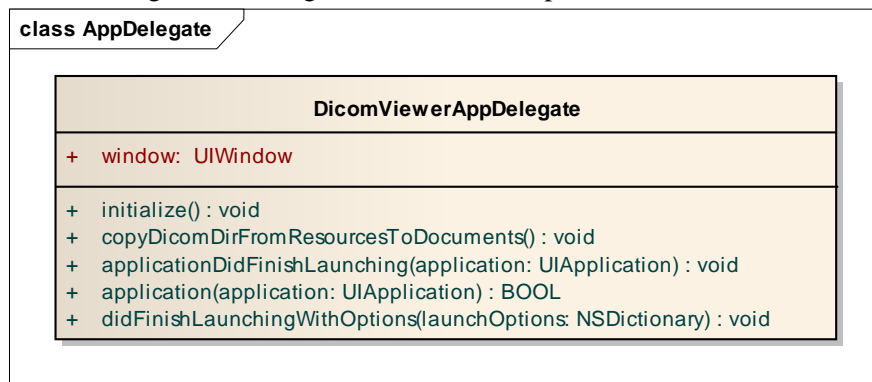 class AppDelegate
DicomViewerAppDelegate
+ window: UIWindow
+ initialize() : void
+ copyDicomDirFromResourcesToDocuments() : void
+ applicationDidFinishLaunching(application: UIApplication) : void
+ application(application: UIApplication) : BOOL
+ didFinishLaunchingWithOptions(launchOptions: NSDictionary) : void